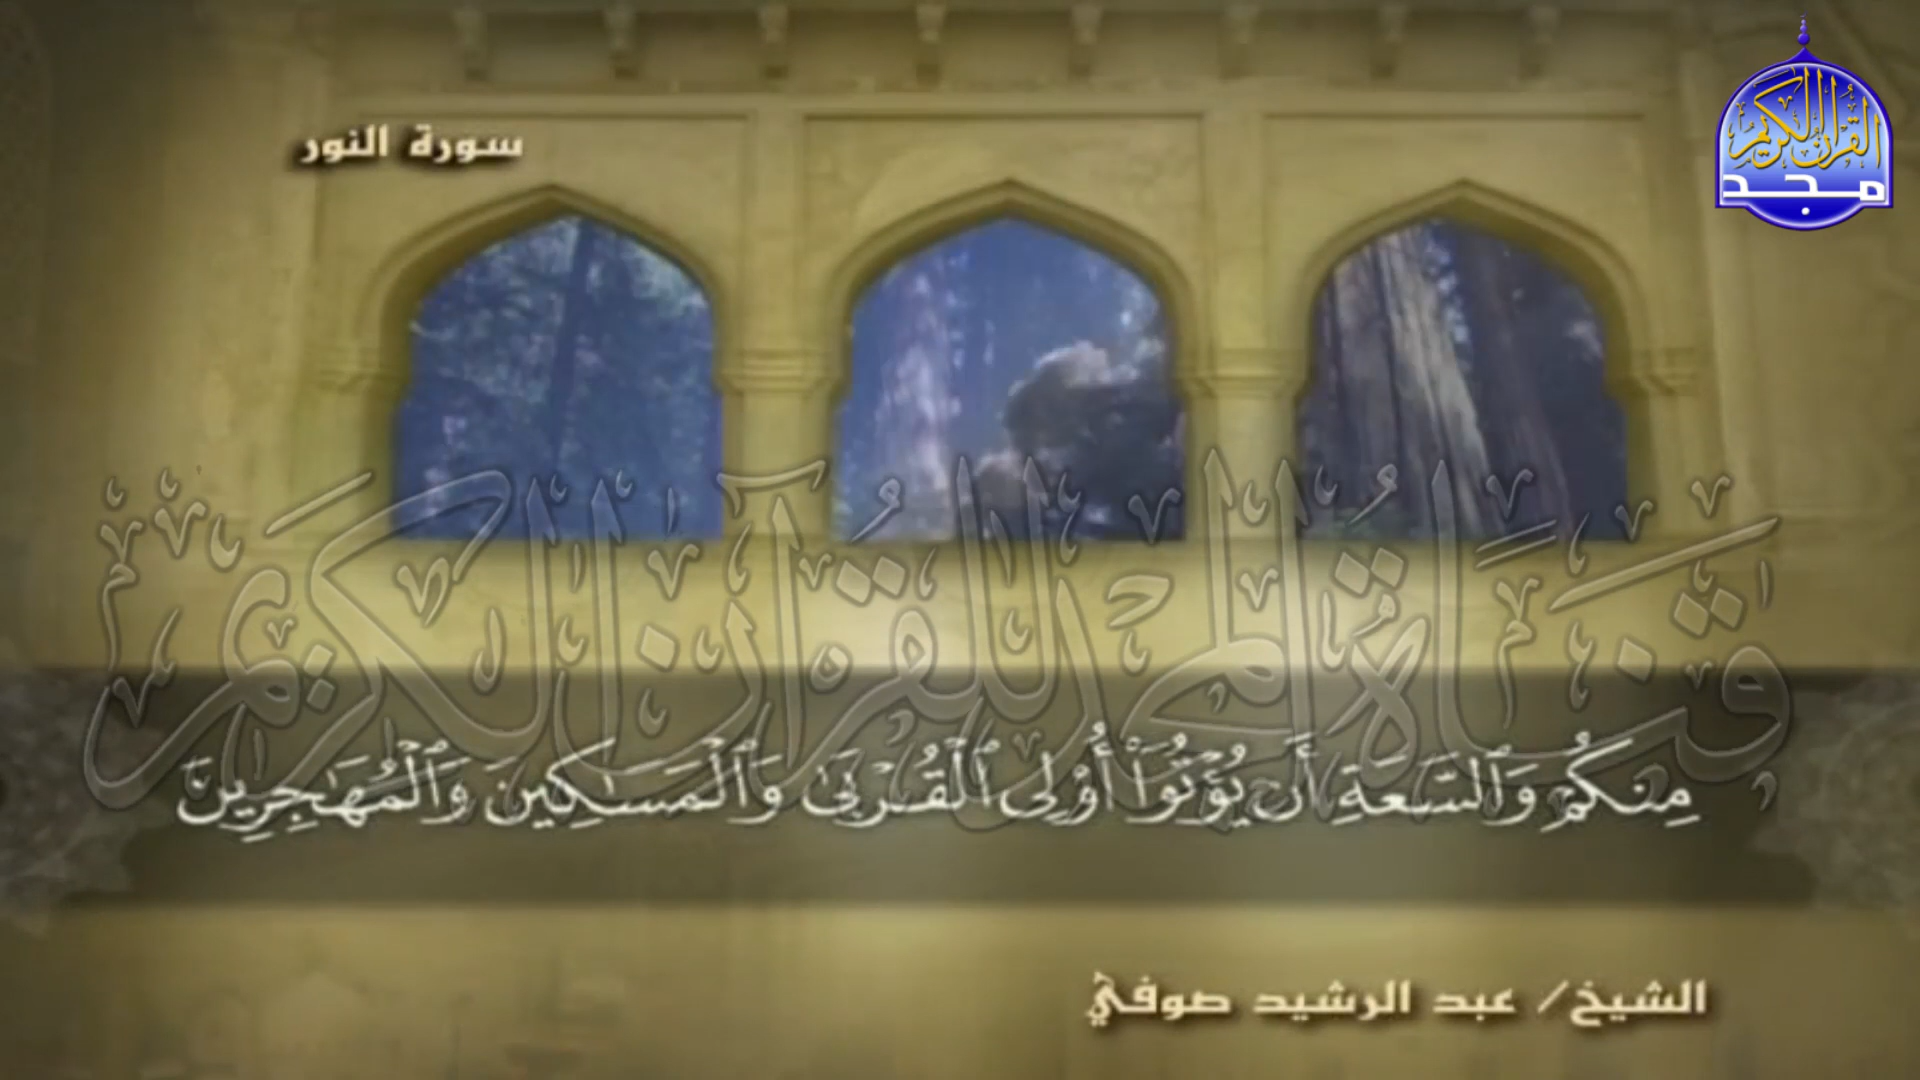 سورة النور
القرآن الكريم
مجد
قناة المجد للقرآن الكريم
مِنكُمْ وَٱلسَّعَةِ أَن يُؤْتُوٓا۟ أُو۟لِى ٱلْقُرْبَىٰ وَٱلْمَسَـٰكِينَ وَٱلْمُهَـٰجِرِينَ
الشيخ/ عبد الرشيد صوفي